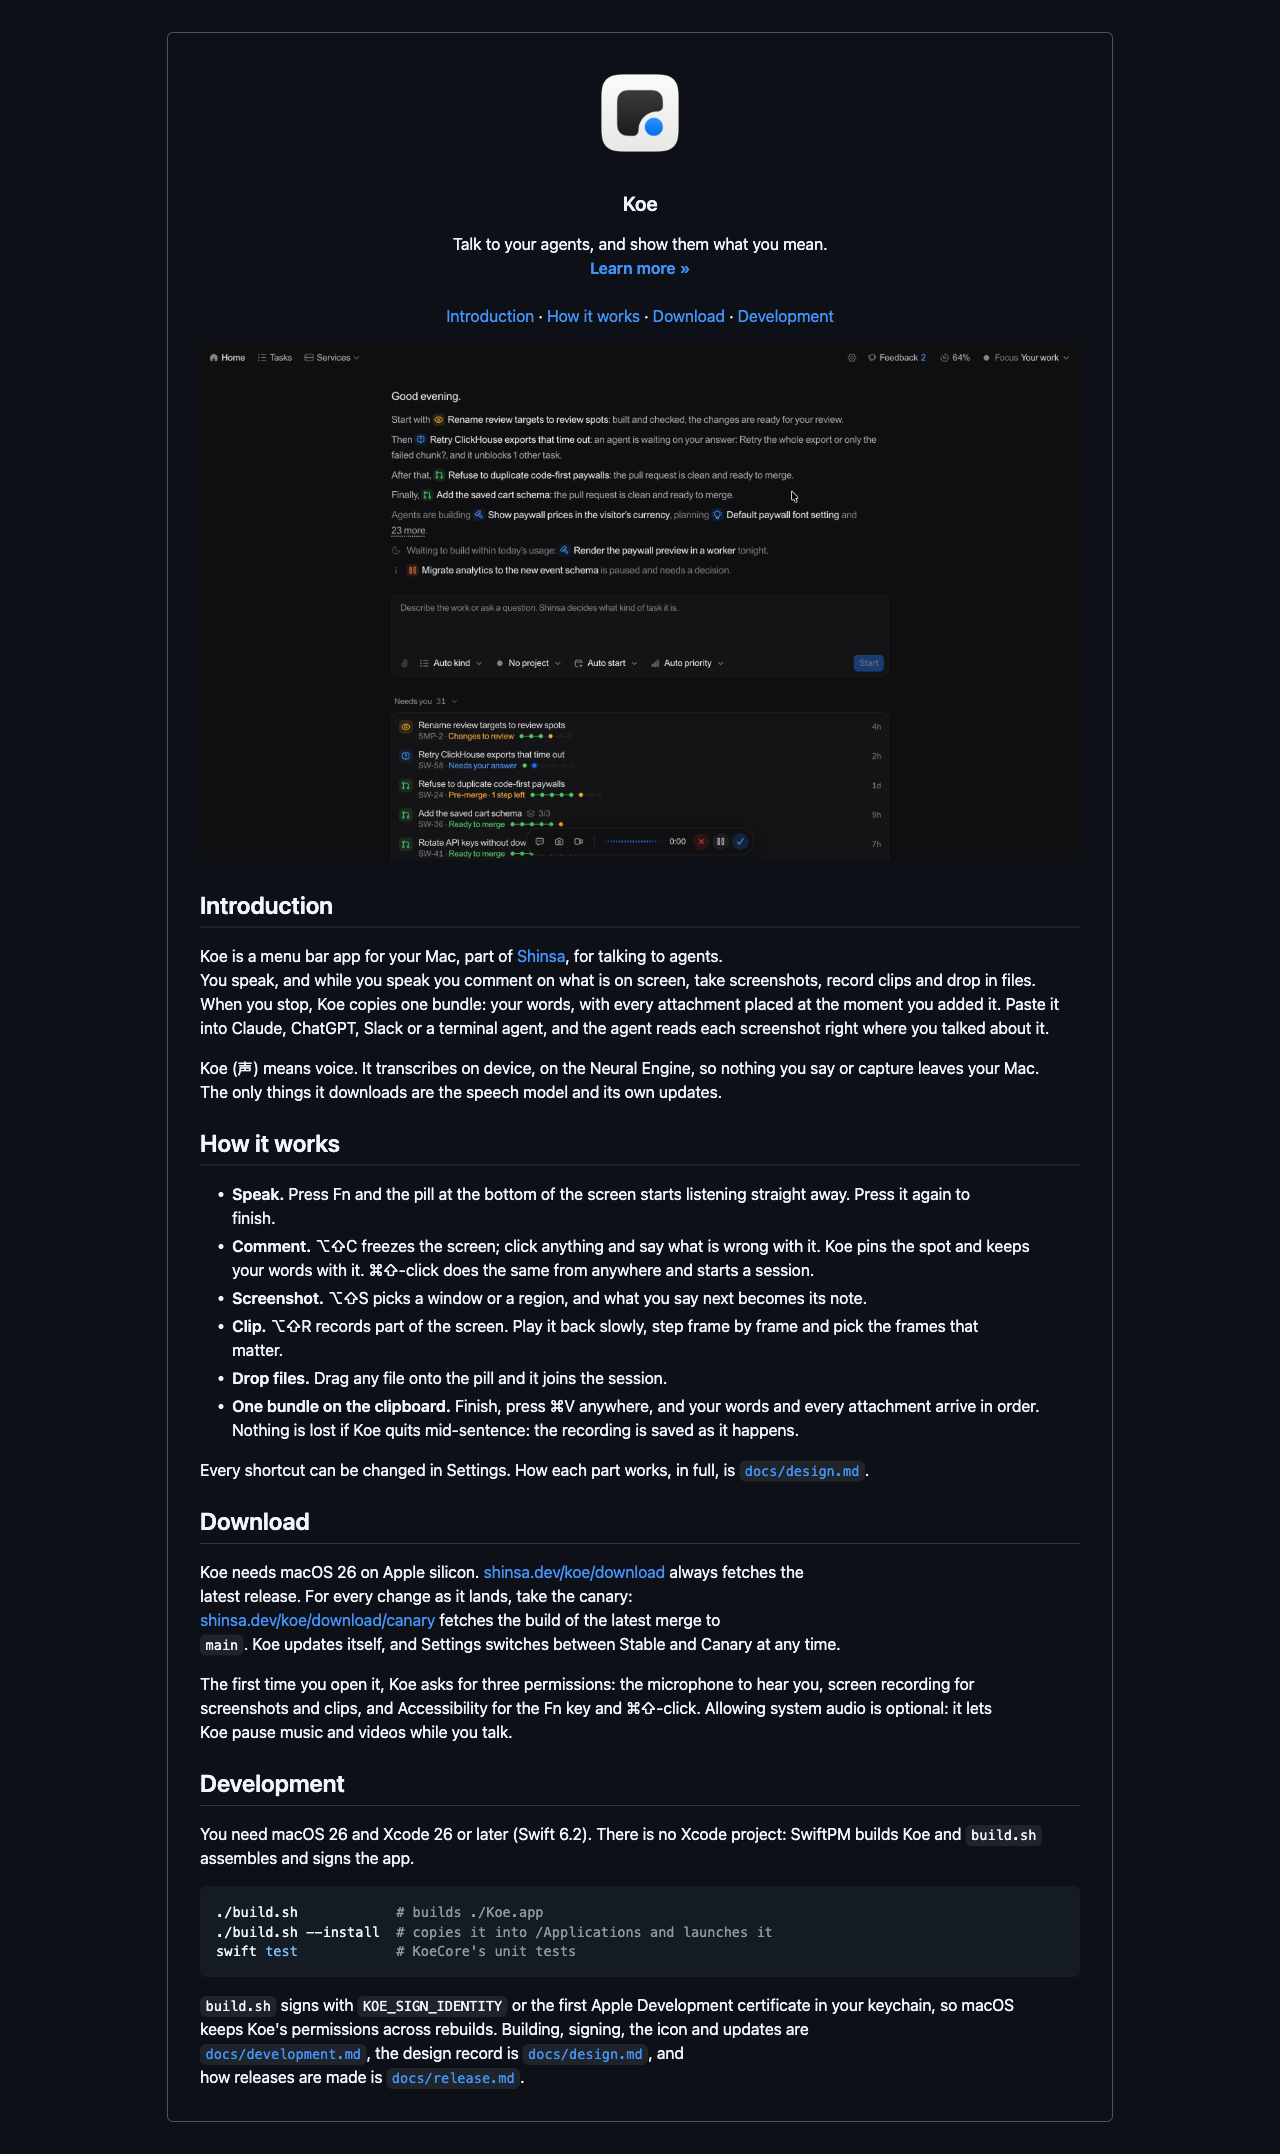 Koe
Talk to your agents, and show them what you mean.
Learn more »
Introduction · How it works · Download · Development
Home Tasks Services Feedback 2 64% Focus Your work
Good evening.
Start with Rename review targets to review spots: built and checked, the changes are ready for your review.
Then Retry ClickHouse exports that time out: an agent is waiting on your answer: Retry the whole export or only the
failed chunk?, and it unblocks 1 other task.
After that, Refuse to duplicate code-first paywalls: the pull request is clean and ready to merge.
Finally, Add the saved cart schema: the pull request is clean and ready to merge.
Agents are building Show paywall prices in the visitor's currency, planning Default paywall font setting and
23 more.
Waiting to build within today's usage: Render the paywall preview in a worker tonight.
Migrate analytics to the new event schema is paused and needs a decision.
Describe the work or ask a question. Shinsa decides what kind of task it is.
Auto kind No project Auto start Auto priority Start
Needs you 31
Rename review targets to review spots 4h
SMP-2 · Changes to review
Retry ClickHouse exports that time out 2h
SW-58 · Needs your answer
Refuse to duplicate code-first paywalls 1d
SW-24 · Pre-merge · 1 step left
Add the saved cart schema 3/3 9h
SW-36 · Ready to merge
Rotate API keys without dow 0:00 7h
SW-41 · Ready to merge
Introduction
Koe is a menu bar app for your Mac, part of Shinsa, for talking to agents.
You speak, and while you speak you comment on what is on screen, take screenshots, record clips and drop in files.
When you stop, Koe copies one bundle: your words, with every attachment placed at the moment you added it. Paste it
into Claude, ChatGPT, Slack or a terminal agent, and the agent reads each screenshot right where you talked about it.
Koe (声) means voice. It transcribes on device, on the Neural Engine, so nothing you say or capture leaves your Mac.
The only things it downloads are the speech model and its own updates.
How it works
• Speak. Press Fn and the pill at the bottom of the screen starts listening straight away. Press it again to
finish.
• Comment. ⌥⇧C freezes the screen; click anything and say what is wrong with it. Koe pins the spot and keeps
your words with it. ⌘⇧-click does the same from anywhere and starts a session.
• Screenshot. ⌥⇧S picks a window or a region, and what you say next becomes its note.
• Clip. ⌥⇧R records part of the screen. Play it back slowly, step frame by frame and pick the frames that
matter.
• Drop files. Drag any file onto the pill and it joins the session.
• One bundle on the clipboard. Finish, press ⌘V anywhere, and your words and every attachment arrive in order.
Nothing is lost if Koe quits mid-sentence: the recording is saved as it happens.
Every shortcut can be changed in Settings. How each part works, in full, is docs/design.md.
Download
Koe needs macOS 26 on Apple silicon. shinsa.dev/koe/download always fetches the
latest release. For every change as it lands, take the canary:
shinsa.dev/koe/download/canary fetches the build of the latest merge to
main. Koe updates itself, and Settings switches between Stable and Canary at any time.
The first time you open it, Koe asks for three permissions: the microphone to hear you, screen recording for
screenshots and clips, and Accessibility for the Fn key and ⌘⇧-click. Allowing system audio is optional: it lets
Koe pause music and videos while you talk.
Development
You need macOS 26 and Xcode 26 or later (Swift 6.2). There is no Xcode project: SwiftPM builds Koe and build.sh
assembles and signs the app.
./build.sh # builds ./Koe.app
./build.sh --install # copies it into /Applications and launches it
swift test # KoeCore's unit tests
build.sh signs with KOE_SIGN_IDENTITY or the first Apple Development certificate in your keychain, so macOS
keeps Koe's permissions across rebuilds. Building, signing, the icon and updates are
docs/development.md, the design record is docs/design.md, and
how releases are made is docs/release.md.